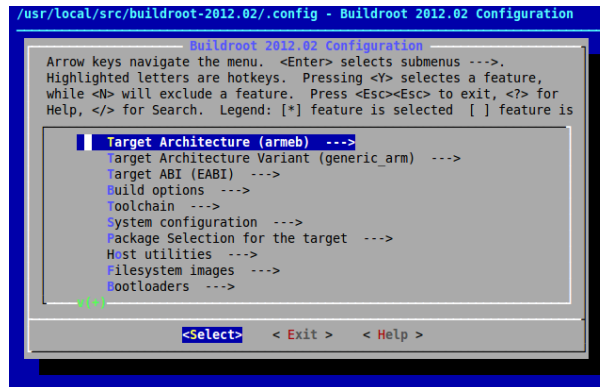 /usr/local/src/buildroot-2012.02/.config - Buildroot 2012.02 Configuration
Buildroot 2012.02 Configuration
Arrow keys navigate the menu.  <Enter> selects submenus --->.
Highlighted letters are hotkeys.  Pressing <Y> selectes a feature,
while <N> will exclude a feature.  Press <Esc><Esc> to exit, <?> for
Help, </> for Search.  Legend: [*] feature is selected  [ ] feature is
Target Architecture (armeb)  --->
Target Architecture Variant (generic_arm)  --->
Target ABI (EABI)  --->
Build options  --->
Toolchain  --->
System configuration  --->
Package Selection for the target  --->
Host utilities  --->
Filesystem images  --->
Bootloaders  --->
v(+)
<Select>    < Exit >    < Help >